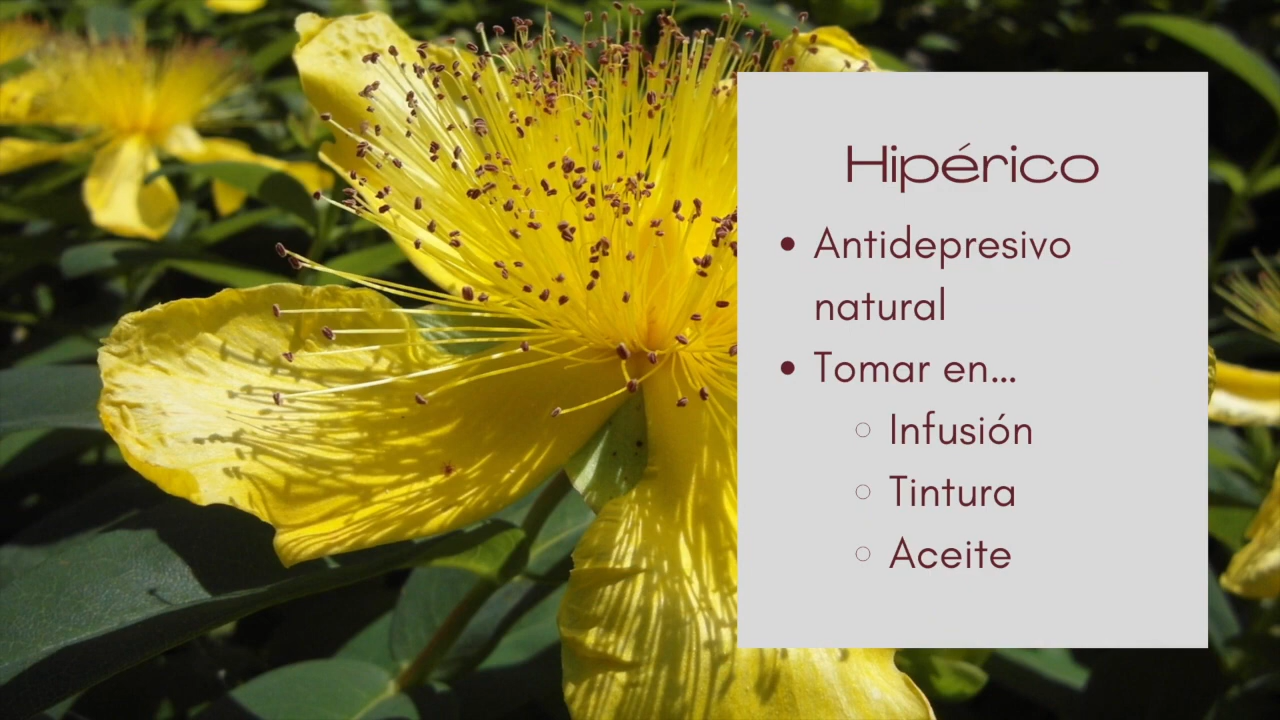 Hipérico
• Antidepresivo
natural
• Tomar en...
○ Infusión
○ Tintura
○ Aceite